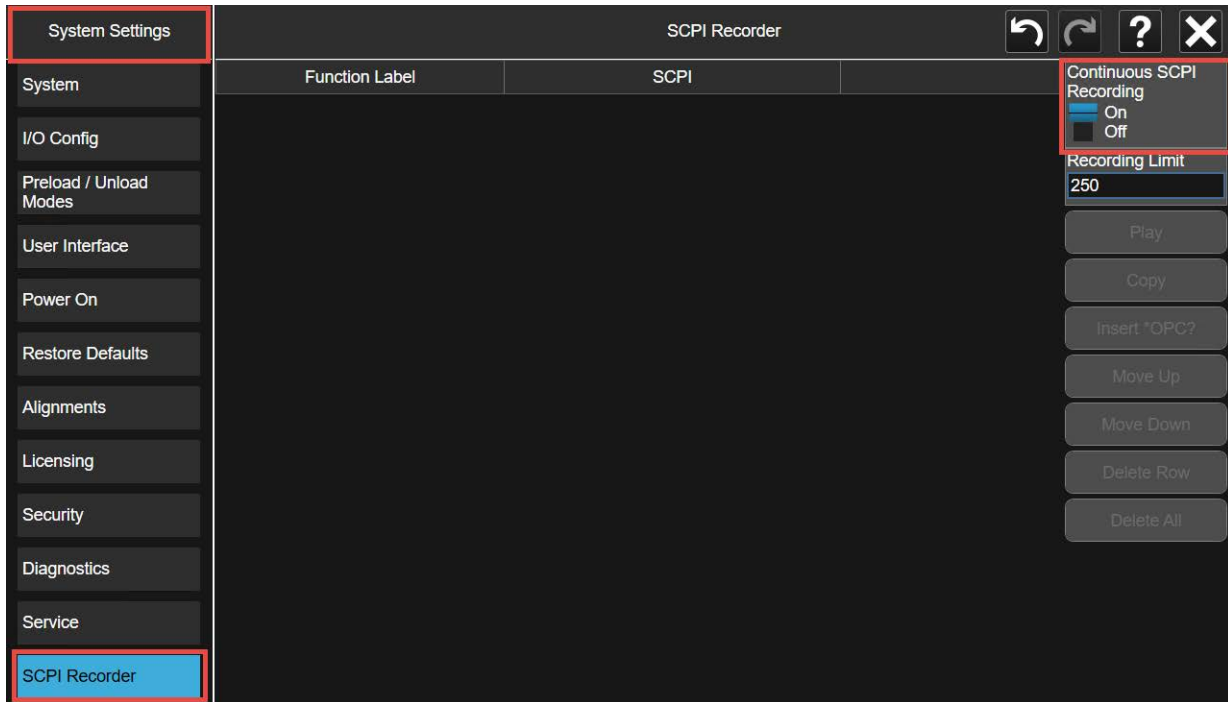 System Settings
SCPI Recorder
?
System
I/O Config
Preload / Unload
Modes
User Interface
Power On
Restore Defaults
Alignments
Licensing
Security
Diagnostics
Service
SCPI Recorder
Function Label
SCPI
Continuous SCPI
Recording
On
Off
Recording Limit
250
Play
Copy
Insert *OPC?
Move Up
Move Down
Delete Row
Delete All